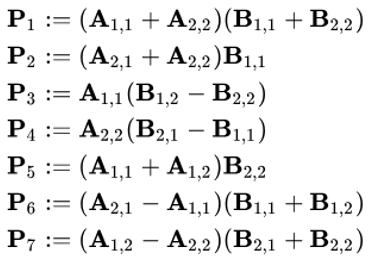 P₁ := (A₁,₁ + A₂,₂)(B₁,₁ + B₂,₂)
P₂ := (A₂,₁ + A₂,₂)B₁,₁
P₃ := A₁,₁(B₁,₂ − B₂,₂)
P₄ := A₂,₂(B₂,₁ − B₁,₁)
P₅ := (A₁,₁ + A₁,₂)B₂,₂
P₆ := (A₂,₁ − A₁,₁)(B₁,₁ + B₁,₂)
P₇ := (A₁,₂ − A₂,₂)(B₂,₁ + B₂,₂)